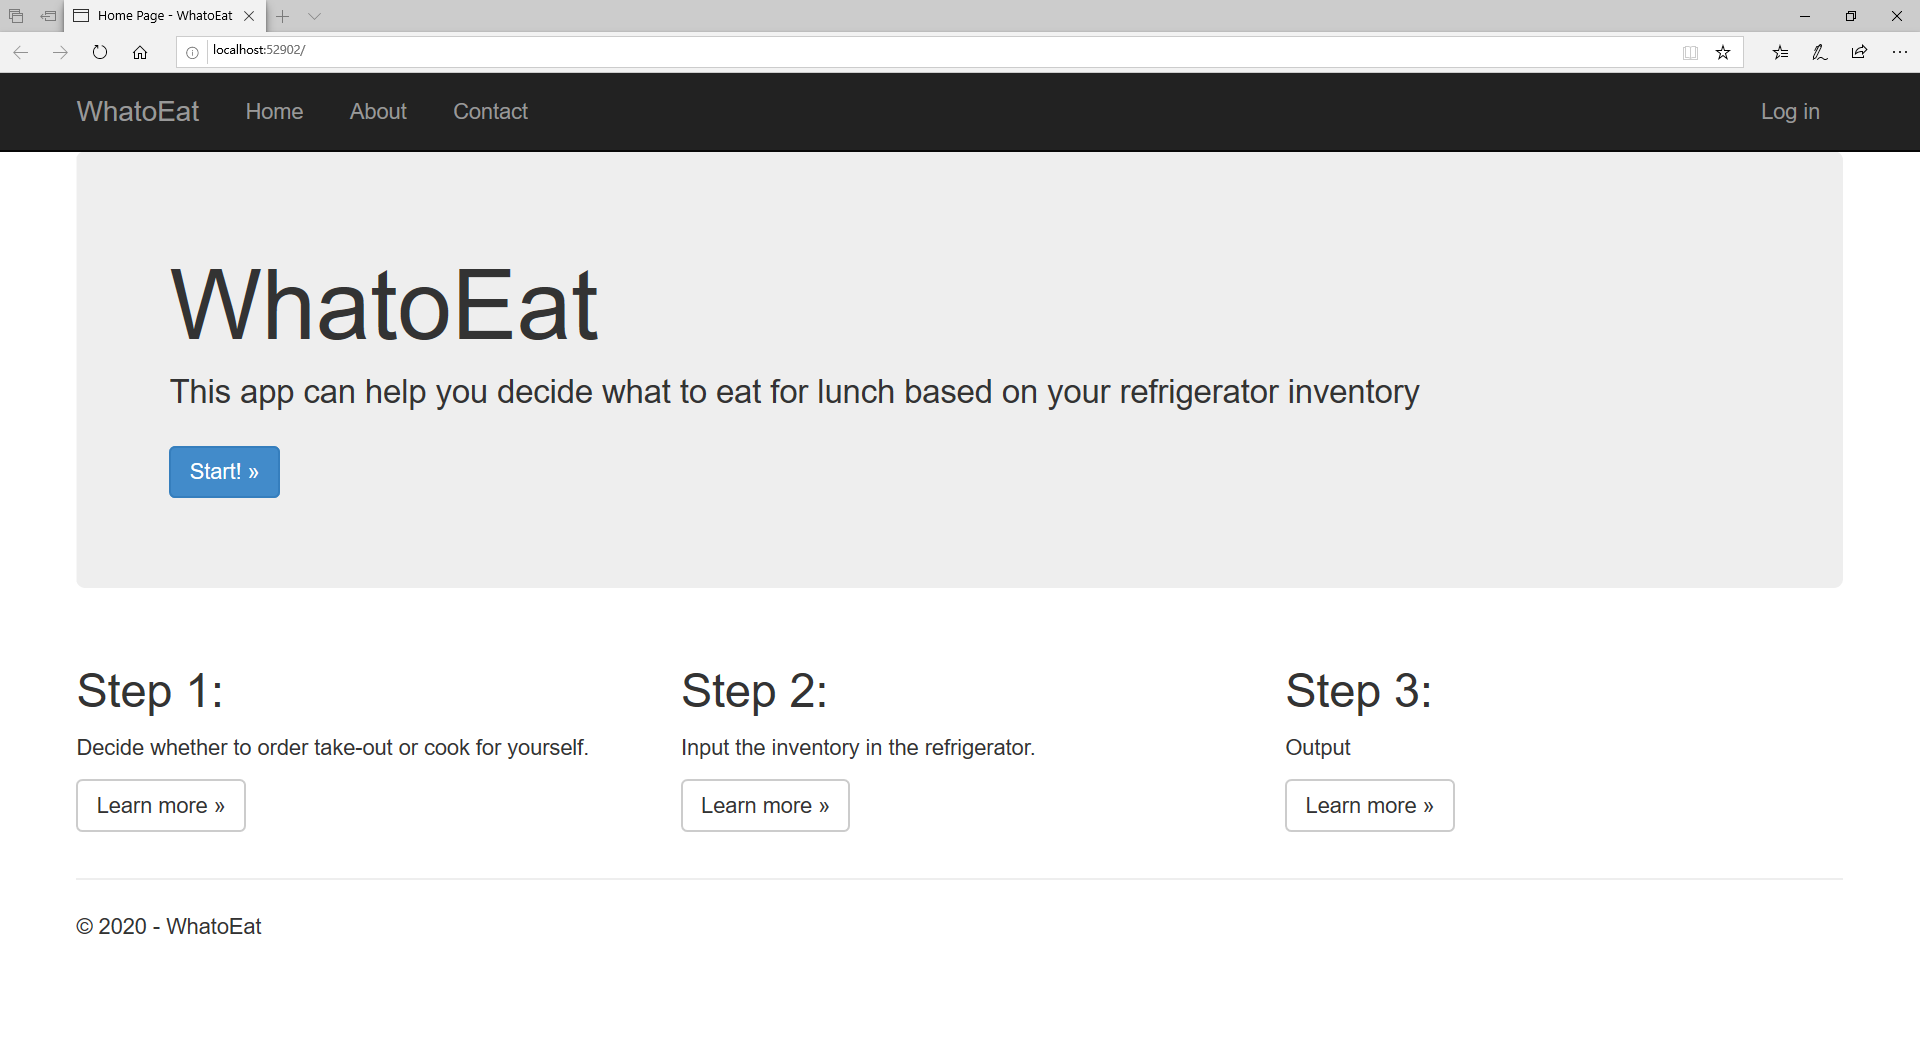 Home Page - WhatoEat
localhost:52902/
WhatoEat Home About Contact Log in
WhatoEat
This app can help you decide what to eat for lunch based on your refrigerator inventory
Start! »
Step 1:
Decide whether to order take-out or cook for yourself.
Learn more »
Step 2:
Input the inventory in the refrigerator.
Learn more »
Step 3:
Output
Learn more »
© 2020 - WhatoEat